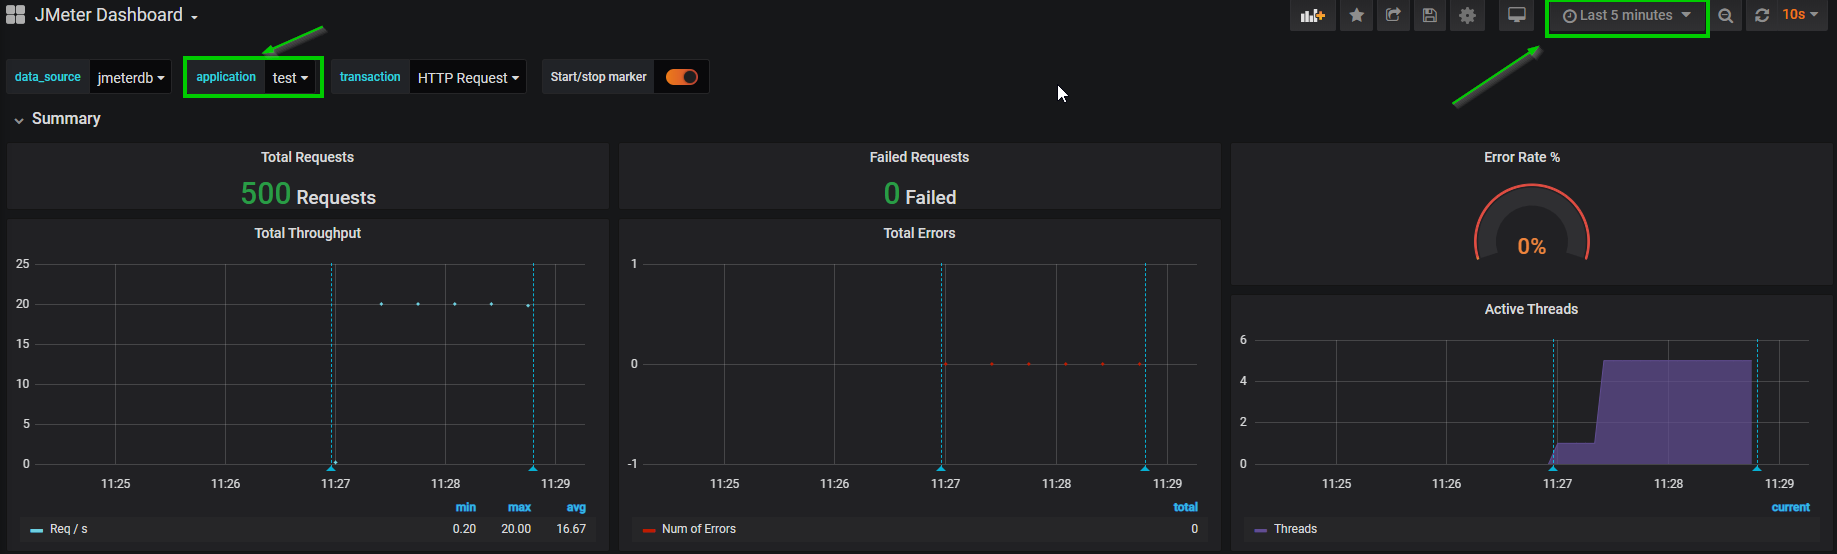 JMeter Dashboard
Last 5 minutes
10s
data_source jmeterdb
application test
transaction HTTP Request
Start/stop marker
Summary
Total Requests
500 Requests
Failed Requests
0 Failed
Error Rate %
0%
Total Throughput
25
20
15
10
5
0
11:25 11:26 11:27 11:28 11:29
min max avg
Req / s 0.20 20.00 16.67
Total Errors
1
0
-1
11:25 11:26 11:27 11:28 11:29
total
Num of Errors 0
Active Threads
6
4
2
0
11:25 11:26 11:27 11:28 11:29
current
Threads